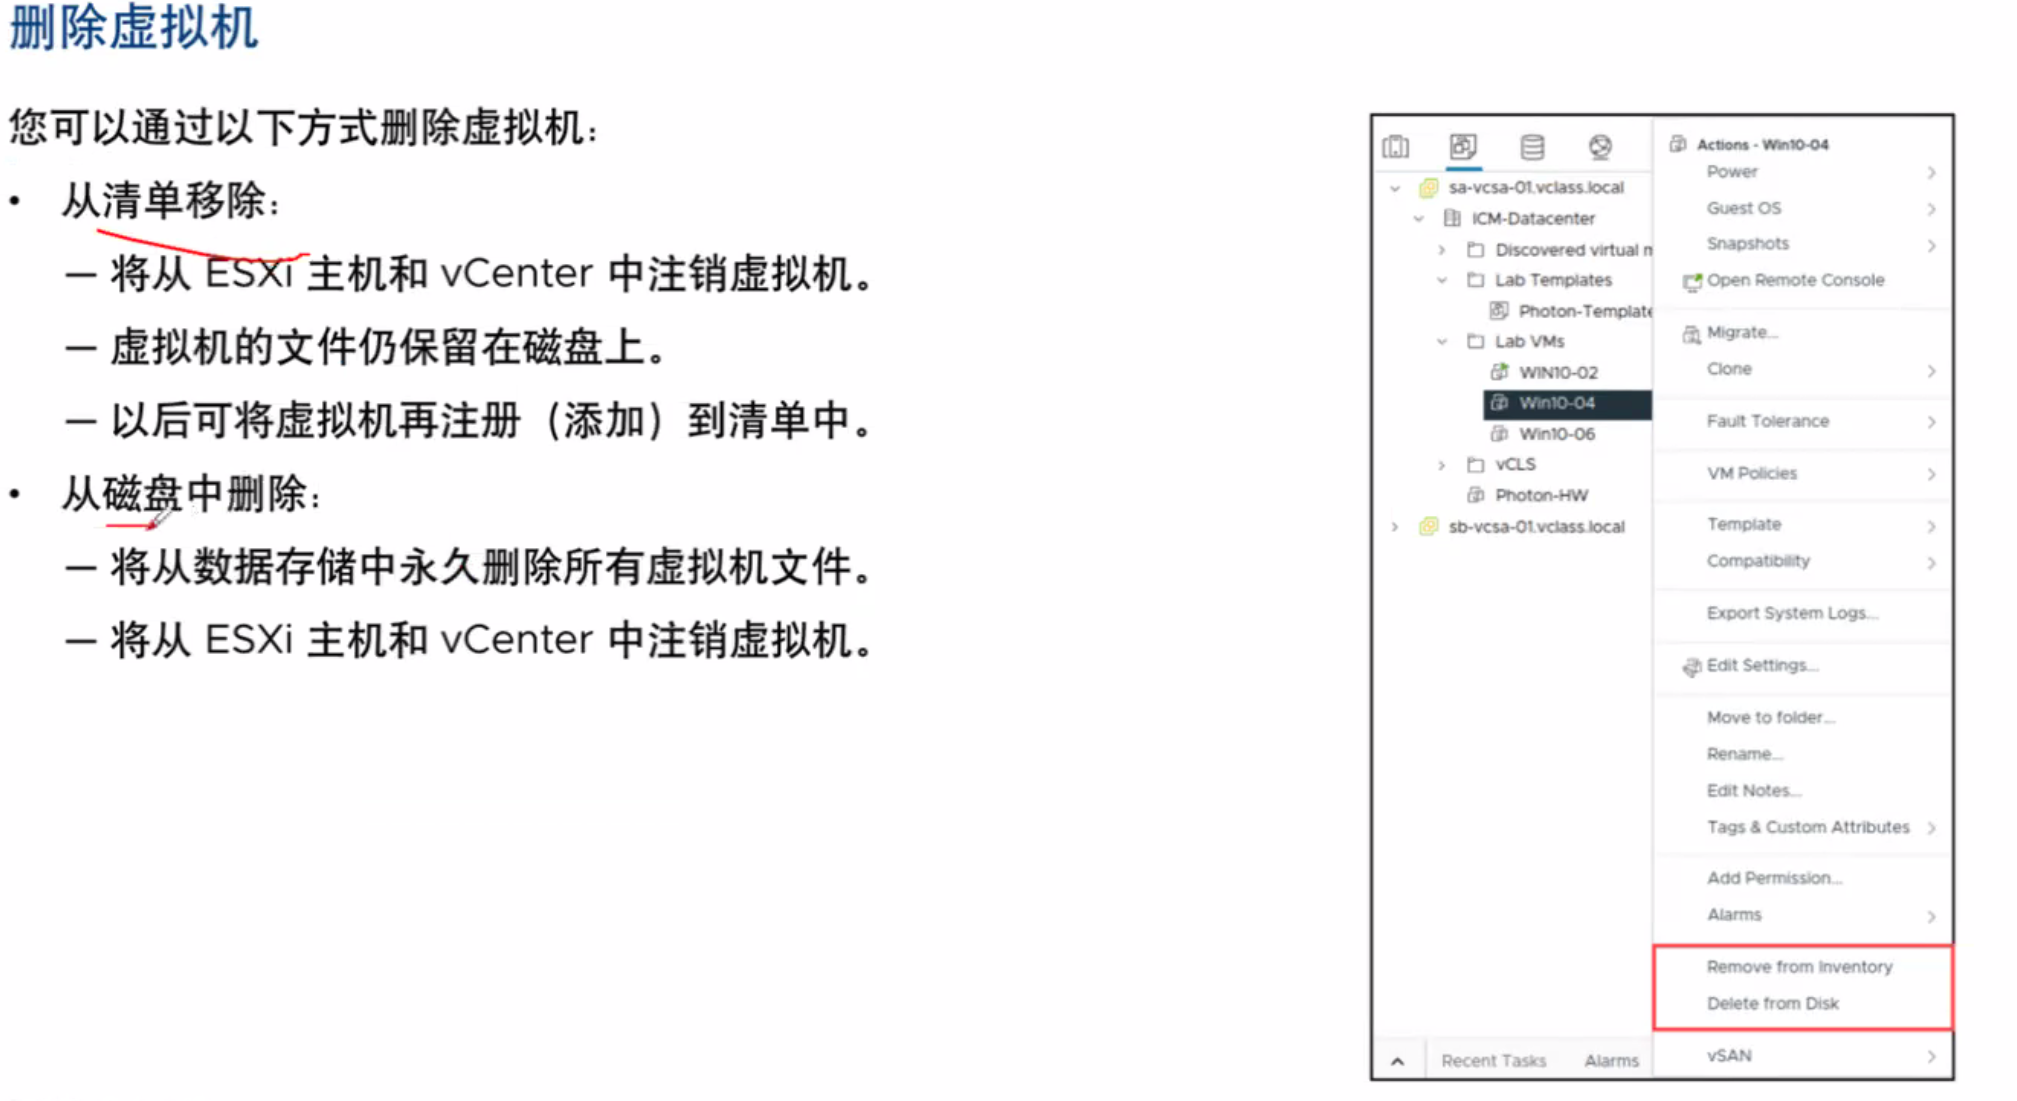 删除虚拟机
您可以通过以下方式删除虚拟机：
• 从清单移除：
— 将从 ESXi 主机和 vCenter 中注销虚拟机。
— 虚拟机的文件仍保留在磁盘上。
— 以后可将虚拟机再注册（添加）到清单中。
• 从磁盘中删除：
— 将从数据存储中永久删除所有虚拟机文件。
— 将从 ESXi 主机和 vCenter 中注销虚拟机。
sa-vcsa-01.vclass.local
ICM-Datacenter
Discovered virtual m
Lab Templates
Photon-Template
Lab VMs
WIN10-02
Win10-04
Win10-06
vCLS
Photon-HW
sb-vcsa-01.vclass.local
Recent Tasks Alarms
Actions - Win10-04
Power
Guest OS
Snapshots
Open Remote Console
Migrate...
Clone
Fault Tolerance
VM Policies
Template
Compatibility
Export System Logs...
Edit Settings...
Move to folder...
Rename...
Edit Notes...
Tags & Custom Attributes
Add Permission...
Alarms
Remove from Inventory
Delete from Disk
vSAN